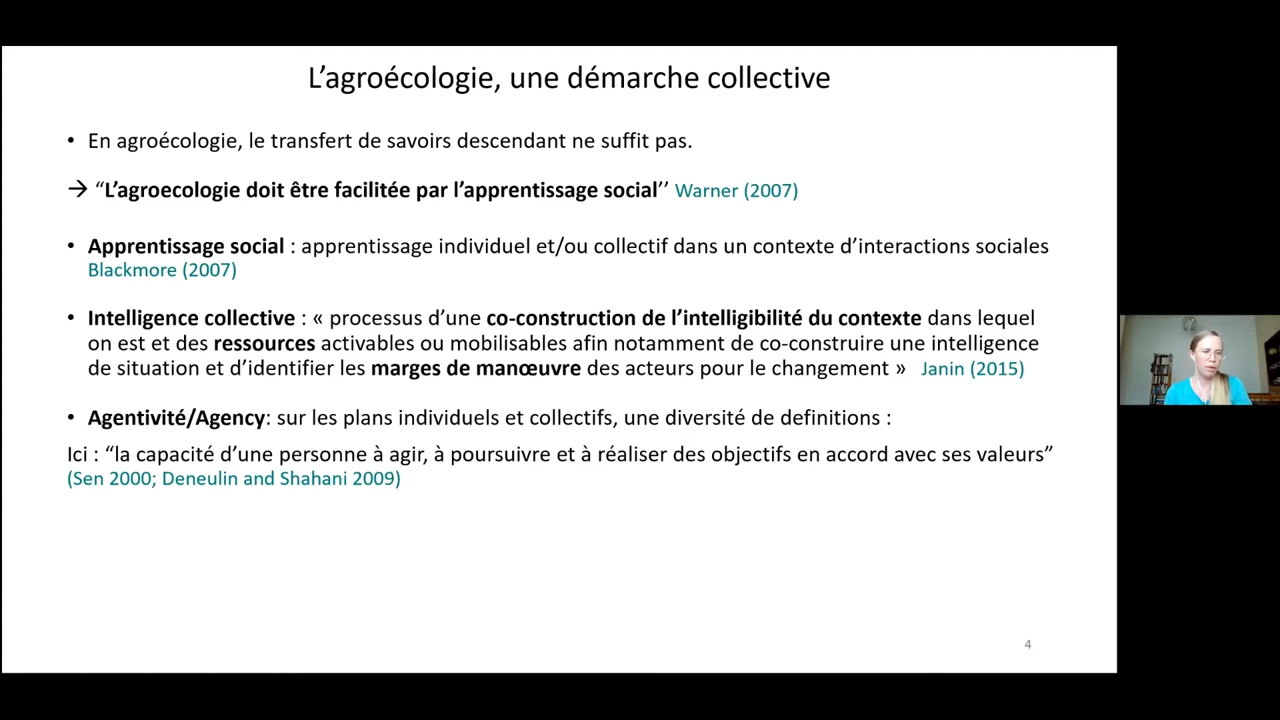 L’agroécologie, une démarche collective
• En agroécologie, le transfert de savoirs descendant ne suffit pas.
→ “L’agroecologie doit être facilitée par l’apprentissage social’’ Warner (2007)
• Apprentissage social : apprentissage individuel et/ou collectif dans un contexte d’interactions sociales
Blackmore (2007)
• Intelligence collective : « processus d’une co-construction de l’intelligibilité du contexte dans lequel
on est et des ressources activables ou mobilisables afin notamment de co-construire une intelligence
de situation et d’identifier les marges de manœuvre des acteurs pour le changement » Janin (2015)
• Agentivité/Agency: sur les plans individuels et collectifs, une diversité de definitions :
Ici : “la capacité d’une personne à agir, à poursuivre et à réaliser des objectifs en accord avec ses valeurs”
(Sen 2000; Deneulin and Shahani 2009)
4